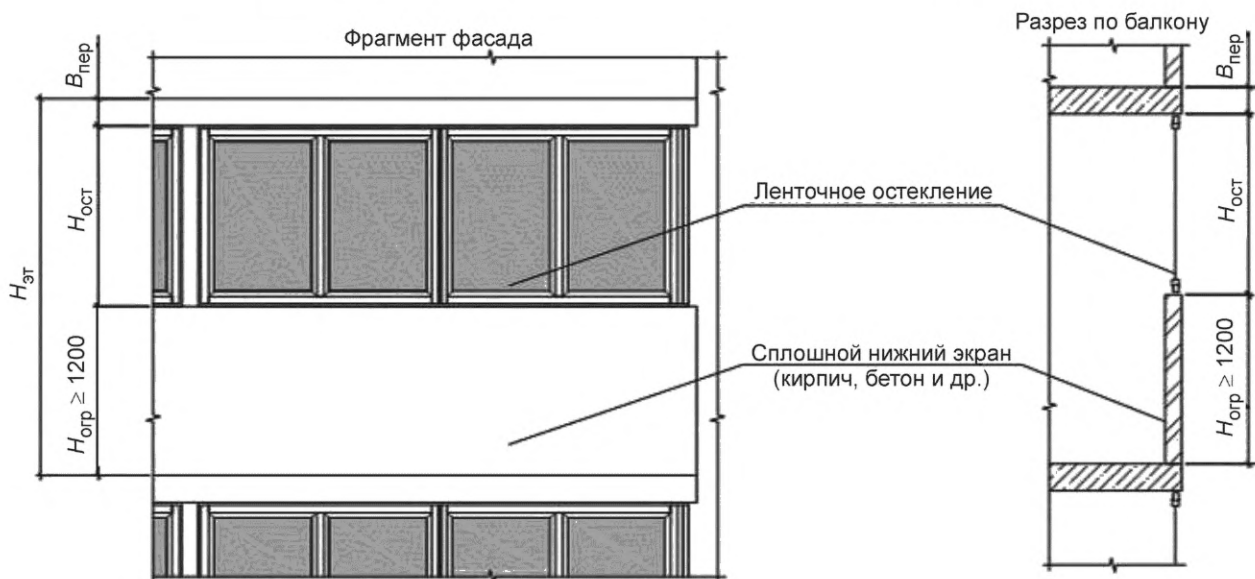 Фрагмент фасада
Разрез по балкону
Bпер
Hост
Hэт
Hогр ≥ 1200
Ленточное остекление
Сплошной нижний экран
(кирпич, бетон и др.)
Bпер
Hост
Hогр ≥ 1200